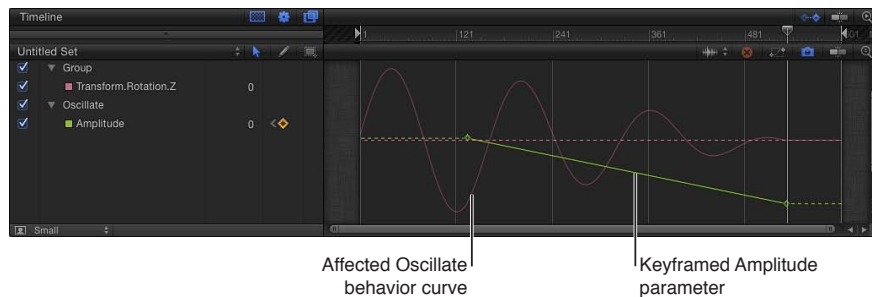 Timeline
1 121 241 361 481 601
Untitled Set
Group
Transform.Rotation.Z 0
Oscillate
Amplitude 0
Small
Affected Oscillate
behavior curve
Keyframed Amplitude
parameter